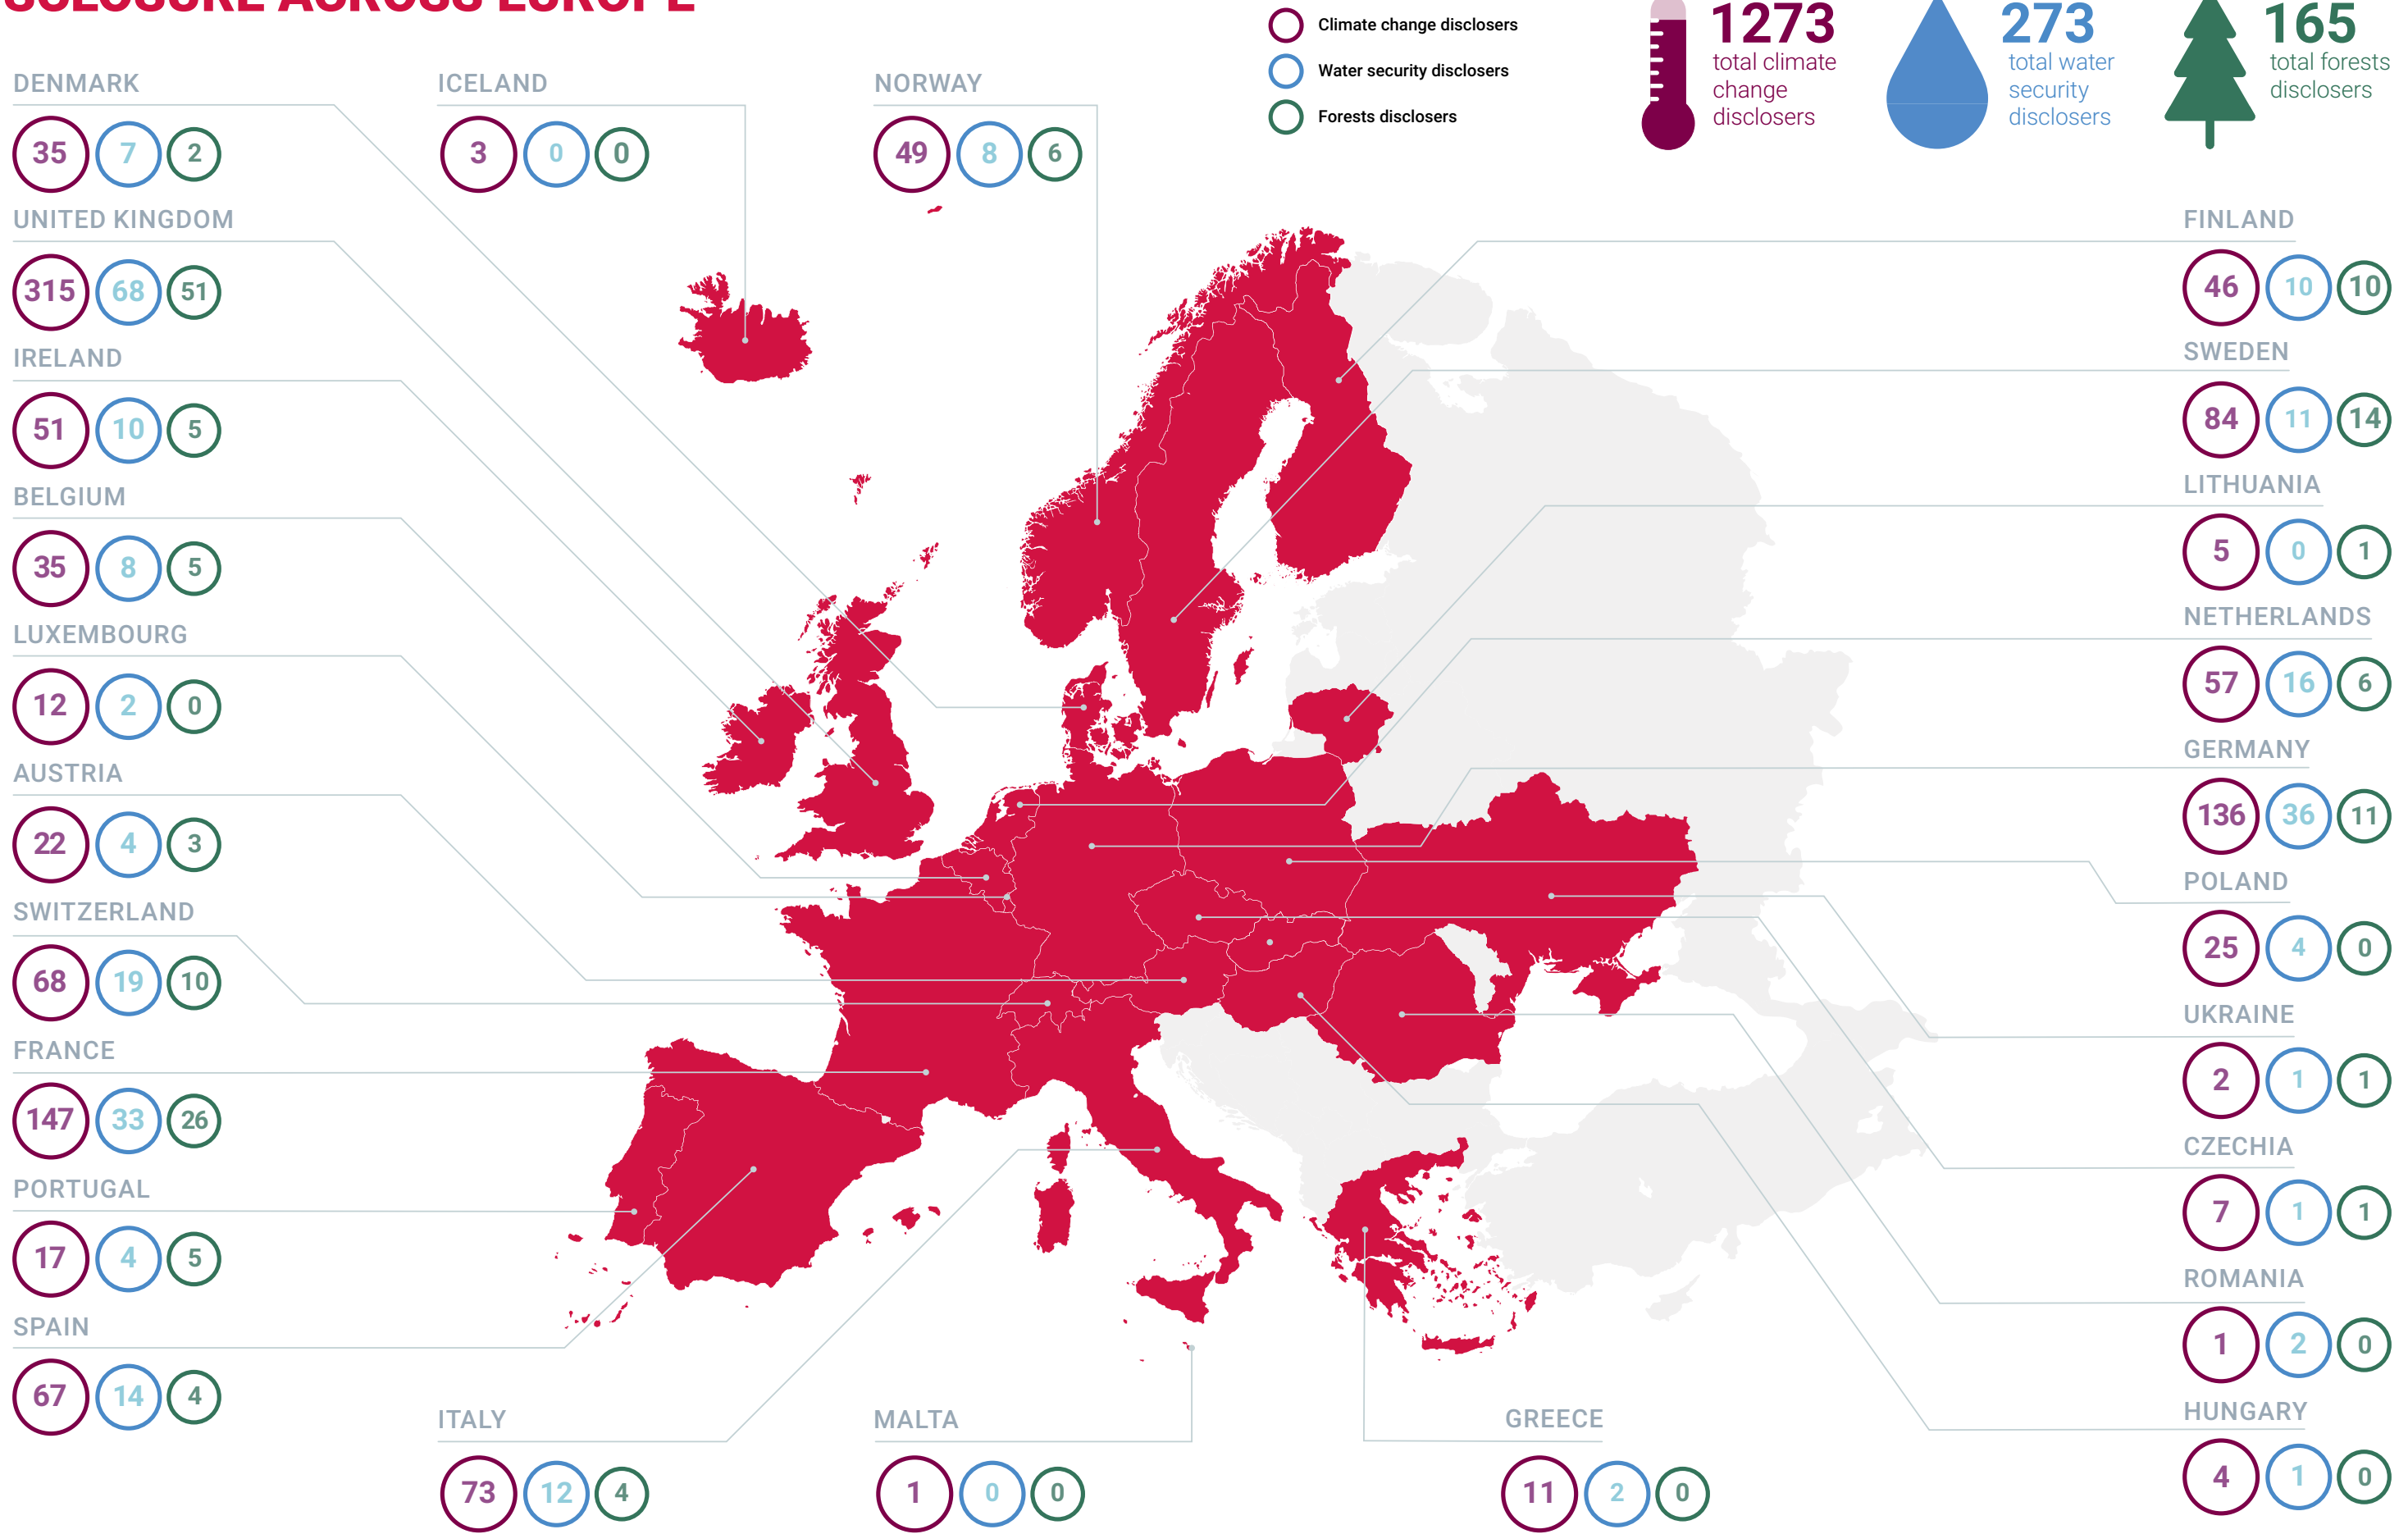 ACROSS EUROPE
Climate change disclosers
Water security disclosers
Forests disclosers
1273
total climate
change
disclosers
273
total water
security
disclosers
165
total forests
disclosers
DENMARK
35 7 2
ICELAND
3 0 0
NORWAY
49 8 6
UNITED KINGDOM
315 68 51
IRELAND
51 10 5
BELGIUM
35 8 5
LUXEMBOURG
12 2 0
AUSTRIA
22 4 3
SWITZERLAND
68 19 10
FRANCE
147 33 26
PORTUGAL
17 4 5
SPAIN
67 14 4
ITALY
73 12 4
MALTA
1 0 0
GREECE
11 2 0
FINLAND
46 10 10
SWEDEN
84 11 14
LITHUANIA
5 0 1
NETHERLANDS
57 16 6
GERMANY
136 36 11
POLAND
25 4 0
UKRAINE
2 1 1
CZECHIA
7 1 1
ROMANIA
1 2 0
HUNGARY
4 1 0